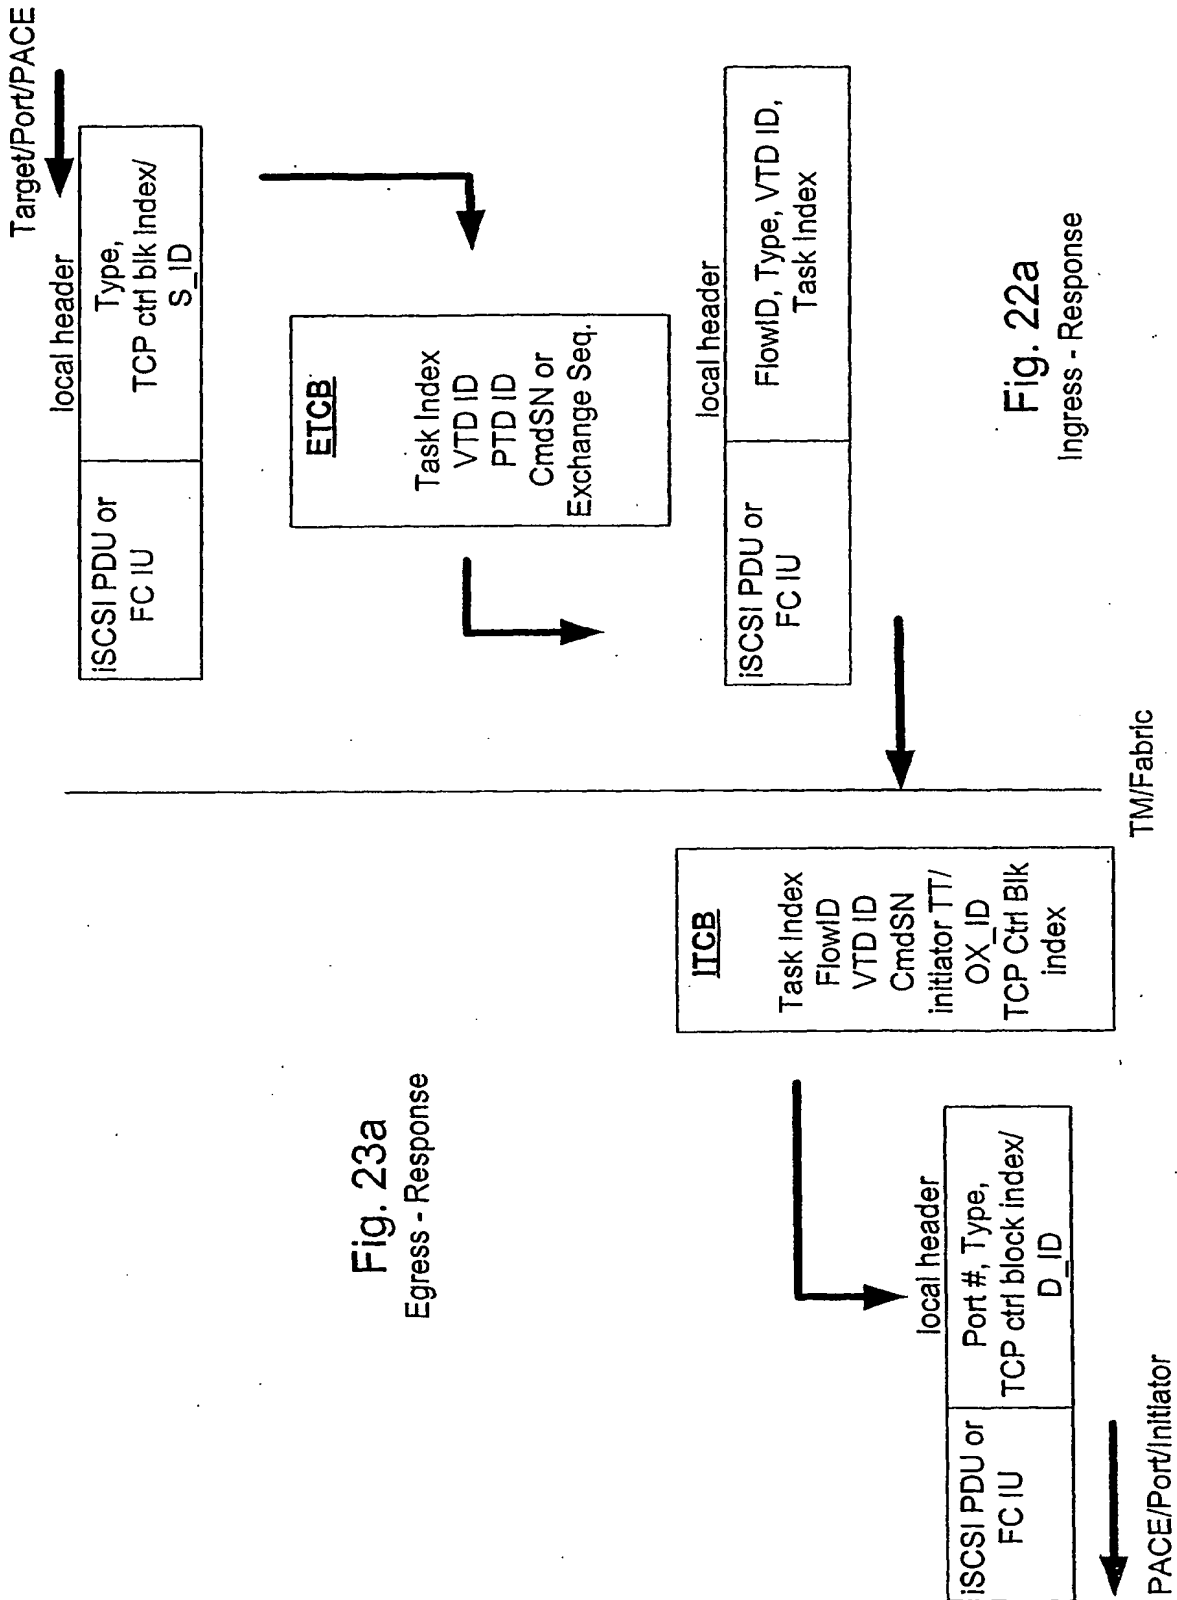 Target/Port/PACE
local header
iSCSI PDU or
FC IU
Type,
TCP ctrl blk Index/
S_ID
ETCB
Task Index
VTD ID
PTD ID
CmdSN or
Exchange Seq.
local header
iSCSI PDU or
FC IU
FlowID, Type, VTD ID,
Task Index
Fig. 22a
Ingress - Response
TM/Fabric
ITCB
Task Index
FlowID
VTD ID
CmdSN
initiator TT/
OX_ID
TCP Ctrl Blk
index
Fig. 23a
Egress - Response
local header
iSCSI PDU or
FC IU
Port #, Type,
TCP ctrl block index/
D_ID
PACE/Port/Initiator